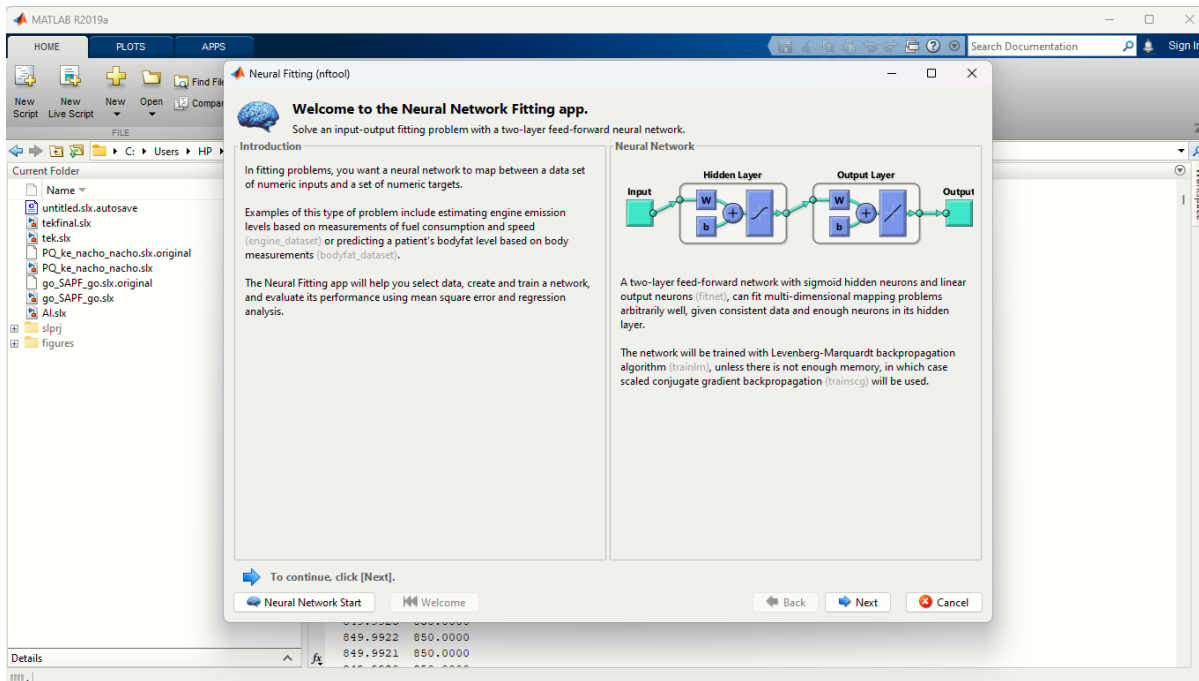 MATLAB R2019a
HOME
PLOTS
APPS
Search Documentation
Sign In
New Script
New Live Script
New
Open
Find File
Compar
FILE
C: Users HP
Current Folder
Name
untitled.slx.autosave
tekfinal.slx
tek.slx
PQ_ke_nacho_nacho.slx.original
PQ_ke_nacho_nacho.slx
go_SAPF_go.slx.original
go_SAPF_go.slx
AI.slx
slprj
figures
Details
Neural Fitting (nftool)
Welcome to the Neural Network Fitting app.
Solve an input-output fitting problem with a two-layer feed-forward neural network.
Introduction
In fitting problems, you want a neural network to map between a data set
of numeric inputs and a set of numeric targets.
Examples of this type of problem include estimating engine emission
levels based on measurements of fuel consumption and speed
(engine_dataset) or predicting a patient's bodyfat level based on body
measurements (bodyfat_dataset).
The Neural Fitting app will help you select data, create and train a network,
and evaluate its performance using mean square error and regression
analysis.
Neural Network
Hidden Layer
Output Layer
Input
Output
W
b
+
W
b
+
A two-layer feed-forward network with sigmoid hidden neurons and linear
output neurons (fitnet), can fit multi-dimensional mapping problems
arbitrarily well, given consistent data and enough neurons in its hidden
layer.
The network will be trained with Levenberg-Marquardt backpropagation
algorithm (trainlm), unless there is not enough memory, in which case
scaled conjugate gradient backpropagation (trainscg) will be used.
To continue, click [Next].
Neural Network Start
Welcome
Back
Next
Cancel
849.9922 850.0000
849.9921 850.0000
fx